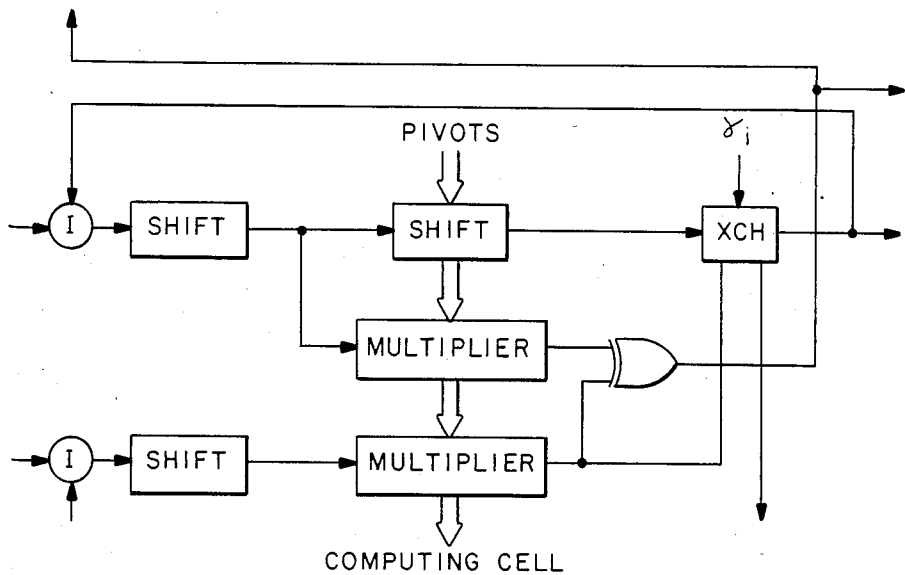 PIVOTS
γi
I
SHIFT
SHIFT
XCH
MULTIPLIER
I
SHIFT
MULTIPLIER
COMPUTING CELL